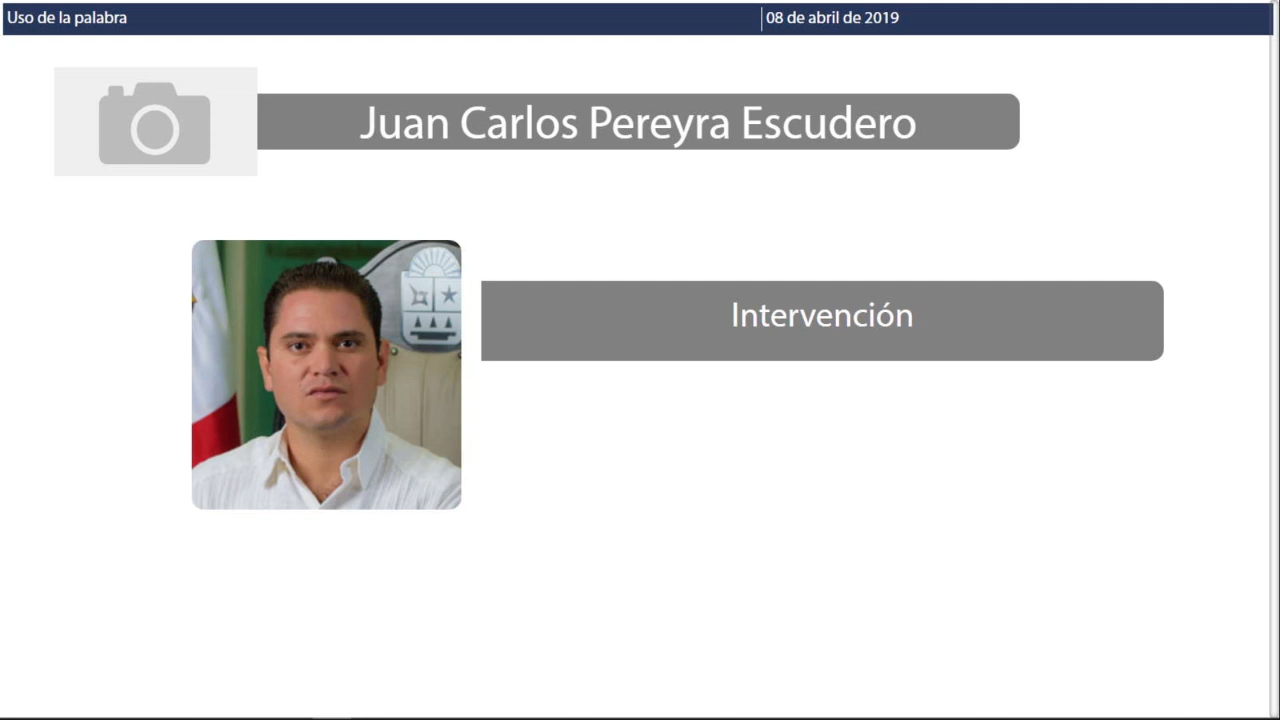 Uso de la palabra
08 de abril de 2019
Juan Carlos Pereyra Escudero
Intervención